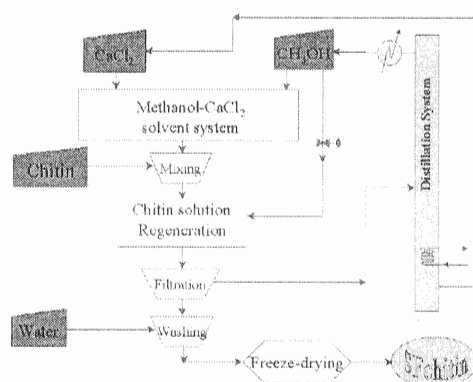 CaCl₂
CH₃OH
Methanol-CaCl₂
solvent system
Chitin
Mixing
Chitin solution
Regeneration
Filtration
Water
Washing
Freeze-drying
Distillation System